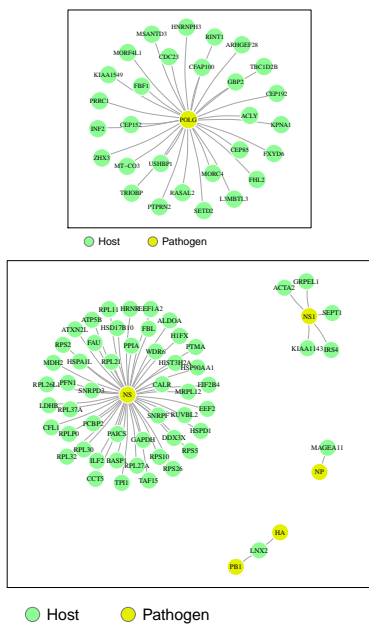 HNRNPH3
MSANTD3
RINT1
ARHGEF28
MORF4L1
CDC23
CFAP100
TBC1D2B
KIAA1549
FBF1
GBP2
PRRC1
CEP192
ACLY
POLG
INF2
CEP152
KPNA1
CEP85
ZHX3
FXYD6
MT-CO3
USHBP1
MORC4
FHL2
TRIOBP
RASAL2
L3MBTL3
PTPRN2
SETD2
Host
Pathogen
GRPEL1
ACTA2
RPL11
HRNR
EEF1A2
ATP5B
ALDOA
SEPT1
NS1
ATXN2L
HSD17B10
FBL
H1FX
RPS2
FAU
PPIA
PTMA
WDR6
KIAA1143
IRS4
MDH2
HSPA1L
RPL21
HIST3H2A
HSP90AA1
RPL26L1
PFN1
CALR
EIF2B4
SNRPD3
NS
MRPL12
LDHB
RPL37A
EEF2
SNRPF
RUVBL2
CFL1
RPLP0
PCBP2
HSPD1
PAICS
DDX3X
MAGEA11
GAPDH
RPL30
RPS5
RPL32
ILF2
BASP1
RPS10
RPL27A
RPS26
NP
CCT5
TPI1
TAF15
HA
LNX2
PB1
Host
Pathogen